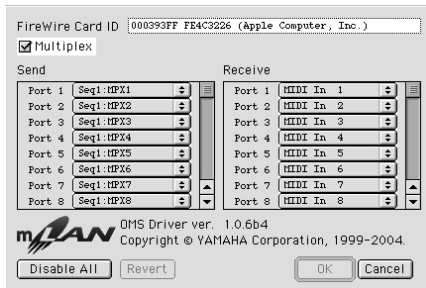 FireWire Card ID 000393FF FE4C3226 (Apple Computer, Inc.)
Multiplex
Send Receive
Port 1 Seq1:MPX1 Port 1 MIDI In 1
Port 2 Seq1:MPX2 Port 2 MIDI In 2
Port 3 Seq1:MPX3 Port 3 MIDI In 3
Port 4 Seq1:MPX4 Port 4 MIDI In 4
Port 5 Seq1:MPX5 Port 5 MIDI In 5
Port 6 Seq1:MPX6 Port 6 MIDI In 6
Port 7 Seq1:MPX7 Port 7 MIDI In 7
Port 8 Seq1:MPX8 Port 8 MIDI In 8
mLAN OMS Driver ver. 1.0.6b4
Copyright © YAMAHA Corporation, 1999-2004.
Disable All Revert OK Cancel